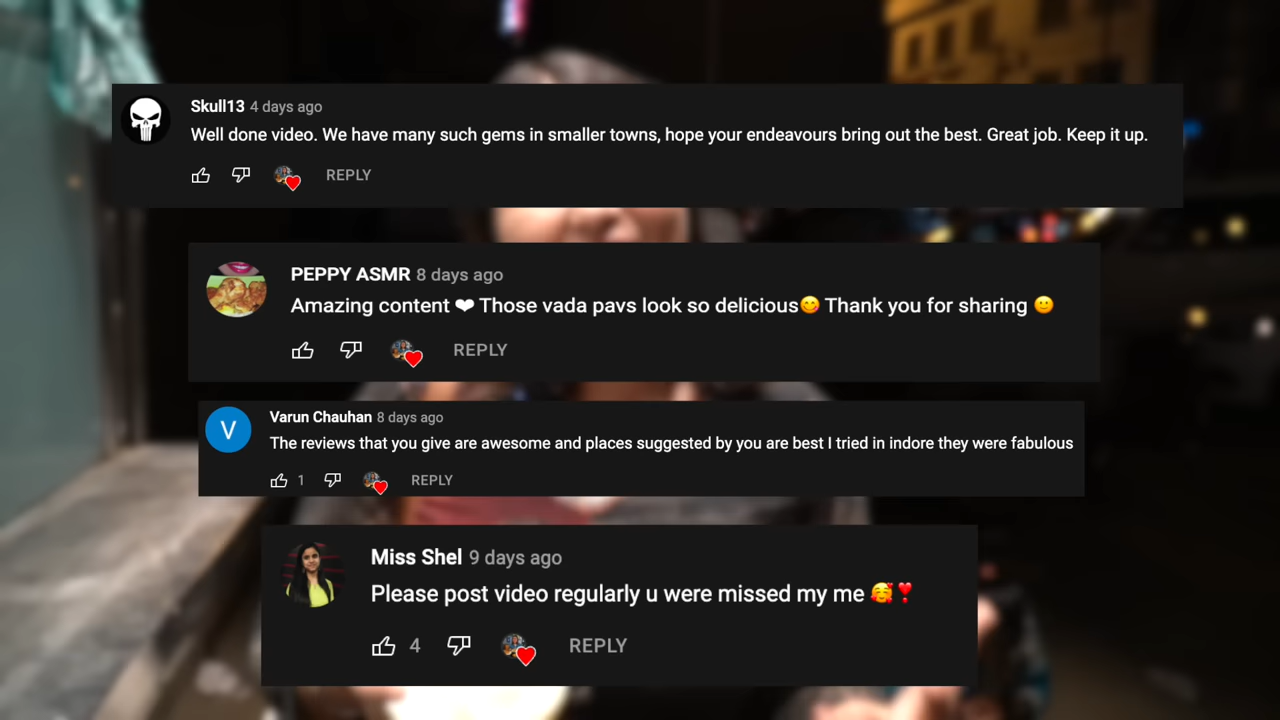 Skull13 4 days ago
Well done video. We have many such gems in smaller towns, hope your endeavours bring out the best. Great job. Keep it up.
REPLY
PEPPY ASMR 8 days ago
Amazing content ❤ Those vada pavs look so delicious😋 Thank you for sharing 🙂
REPLY
V
Varun Chauhan 8 days ago
The reviews that you give are awesome and places suggested by you are best I tried in indore they were fabulous
1 REPLY
Miss Shel 9 days ago
Please post video regularly u were missed my me 🥰❣️
4 REPLY